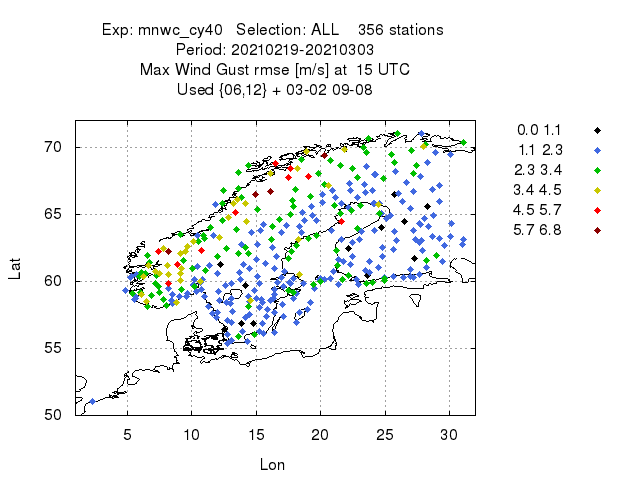 Exp: mnwc_cy40 Selection: ALL 356 stations
Period: 20210219-20210303
Max Wind Gust rmse [m/s] at 15 UTC
Used {06,12} + 03-02 09-08
0.0 1.1
1.1 2.3
2.3 3.4
3.4 4.5
4.5 5.7
5.7 6.8
70
65
60
55
50
Lat
5 10 15 20 25 30
Lon